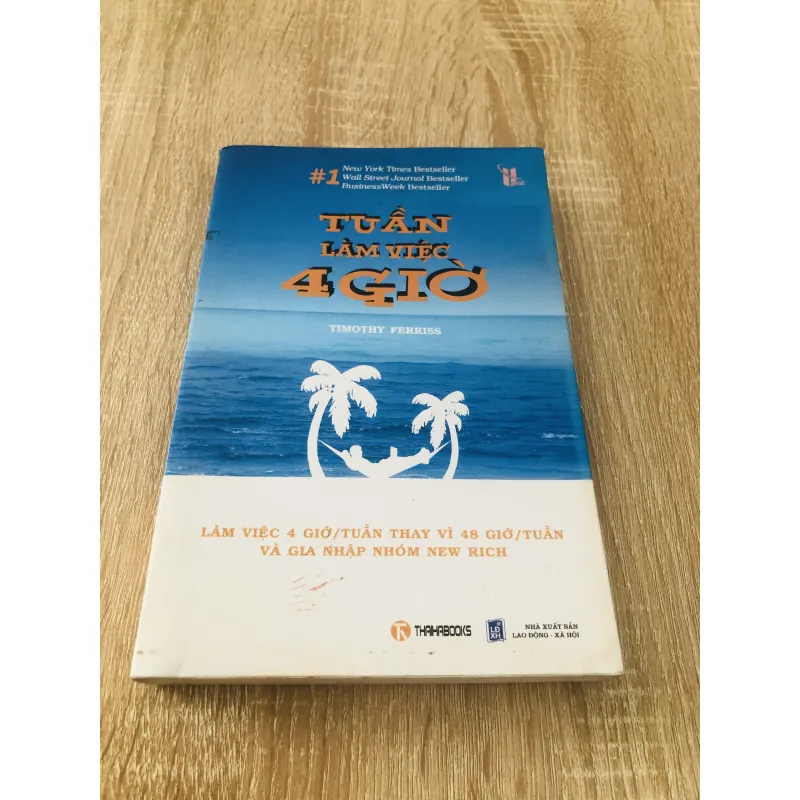 #1 New York Times Bestseller
Wall Street Journal Bestseller
BusinessWeek Bestseller
TUẦN
LÀM VIỆC
4 GIỜ
TIMOTHY FERRISS
LÀM VIỆC 4 GIỜ/TUẦN THAY VÌ 48 GIỜ/TUẦN
VÀ GIA NHẬP NHÓM NEW RICH
THAIHABOOKS
LĐ
XH
NHÀ XUẤT BẢN
LAO ĐỘNG - XÃ HỘI